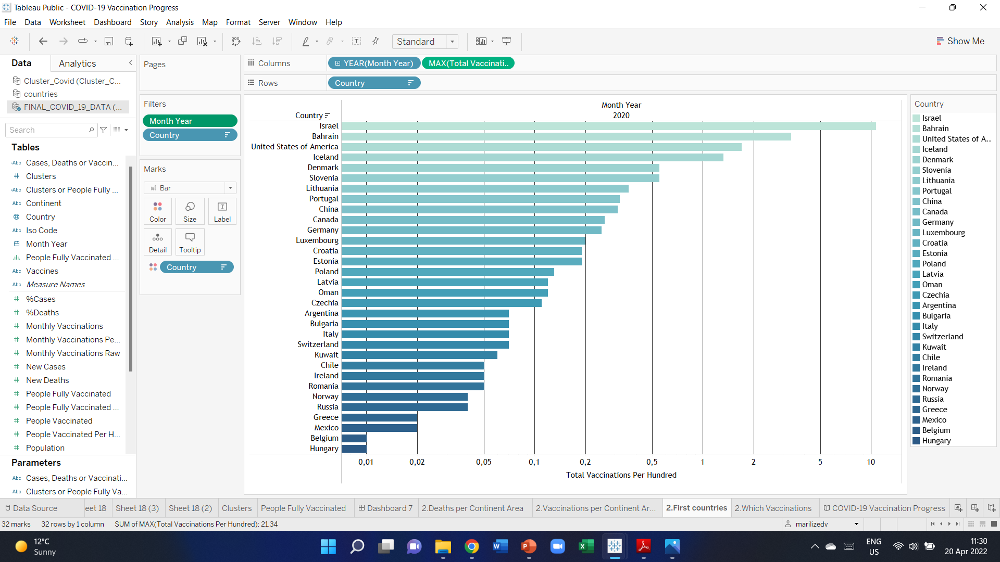 Tableau Public - COVID-19 Vaccination Progress
File Data Worksheet Dashboard Story Analysis Map Format Server Window Help
Standard
Show Me
Data Analytics
Cluster_Covid (Cluster_C...
countries
FINAL_COVID_19_DATA (...
Search
Tables
=Abc Cases, Deaths or Vaccin...
# Clusters
=Abc Clusters or People Fully ...
Abc Continent
Country
Abc Iso Code
Month Year
People Fully Vaccinated ...
Abc Vaccines
Abc Measure Names
# %Cases
# %Deaths
# Monthly Vaccinations
# Monthly Vaccinations Pe...
# Monthly Vaccinations Raw
# New Cases
# New Deaths
# People Fully Vaccinated
# People Fully Vaccinated ...
# People Vaccinated
# People Vaccinated Per H...
# Population
Parameters
Abc Cases, Deaths or Vaccinati...
Abc Clusters or People Fully Va...
Pages
Filters
Month Year
Country
Marks
Bar
Color Size Label
Detail Tooltip
Country
Columns YEAR(Month Year) MAX(Total Vaccinati..
Rows Country
Month Year
Country 2020
Israel
Bahrain
United States of America
Iceland
Denmark
Slovenia
Lithuania
Portugal
China
Canada
Germany
Luxembourg
Croatia
Estonia
Poland
Latvia
Oman
Czechia
Argentina
Bulgaria
Italy
Switzerland
Kuwait
Chile
Ireland
Romania
Norway
Russia
Greece
Mexico
Belgium
Hungary
0,01 0,02 0,05 0,1 0,2 0,5 1 2 5 10
Total Vaccinations Per Hundred
Country
Israel
Bahrain
United States of A..
Iceland
Denmark
Slovenia
Lithuania
Portugal
China
Canada
Germany
Luxembourg
Croatia
Estonia
Poland
Latvia
Oman
Czechia
Argentina
Bulgaria
Italy
Switzerland
Kuwait
Chile
Ireland
Romania
Norway
Russia
Greece
Mexico
Belgium
Hungary
Data Source eet 18 Sheet 18 (3) Sheet 18 (2) Clusters People Fully Vaccinated Dashboard 7 2.Deaths per Continent Area 2.Vaccinations per Continent Ar... 2.First countries 2.Which Vaccinations COVID-19 Vaccination Progress
32 marks 32 rows by 1 column SUM of MAX(Total Vaccinations Per Hundred): 21,34 marilizedv
12°C
Sunny
ENG
US
11:30
20 Apr 2022